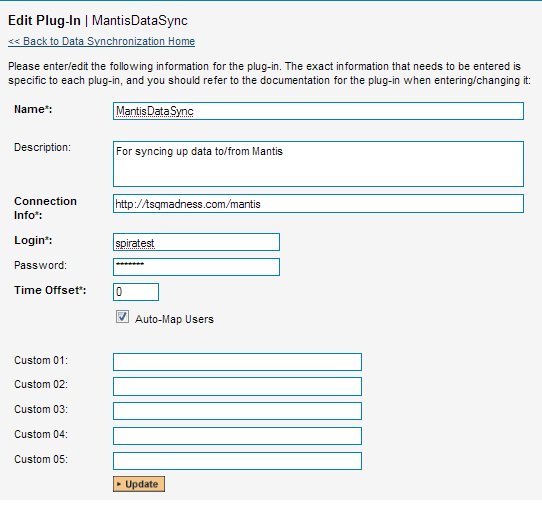 Edit Plug-In | MantisDataSync
<< Back to Data Synchronization Home
Please enter/edit the following information for the plug-in. The exact information that needs to be entered is
specific to each plug-in, and you should refer to the documentation for the plug-in when entering/changing it:
Name*: MantisDataSync
Description: For syncing up data to/from Mantis
Connection
Info*: http://tsqmadness.com/mantis
Login*: spiratest
Password: *******
Time Offset*: 0
Auto-Map Users
Custom 01:
Custom 02:
Custom 03:
Custom 04:
Custom 05:
Update